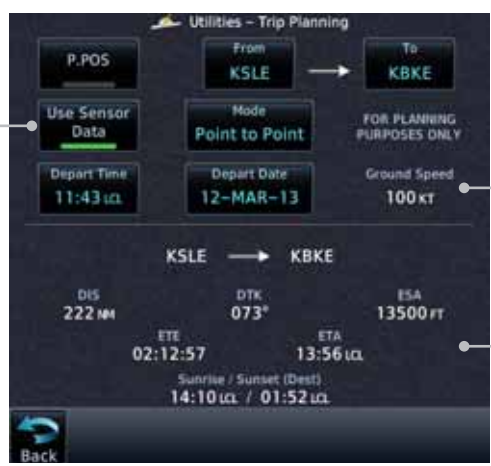 Utilities – Trip Planning
P.POS
From
KSLE
To
KBKE
Use Sensor
Data
Mode
Point to Point
FOR PLANNING
PURPOSES ONLY
Depart Time
11:43 LCL
Depart Date
12-MAR-13
Ground Speed
100 KT
KSLE
KBKE
DIS
222 NM
DTK
073°
ESA
13500 FT
ETE
02:12:57
ETA
13:56 LCL
Sunrise / Sunset (Dest)
14:10 LCL / 01:52 LCL
Back